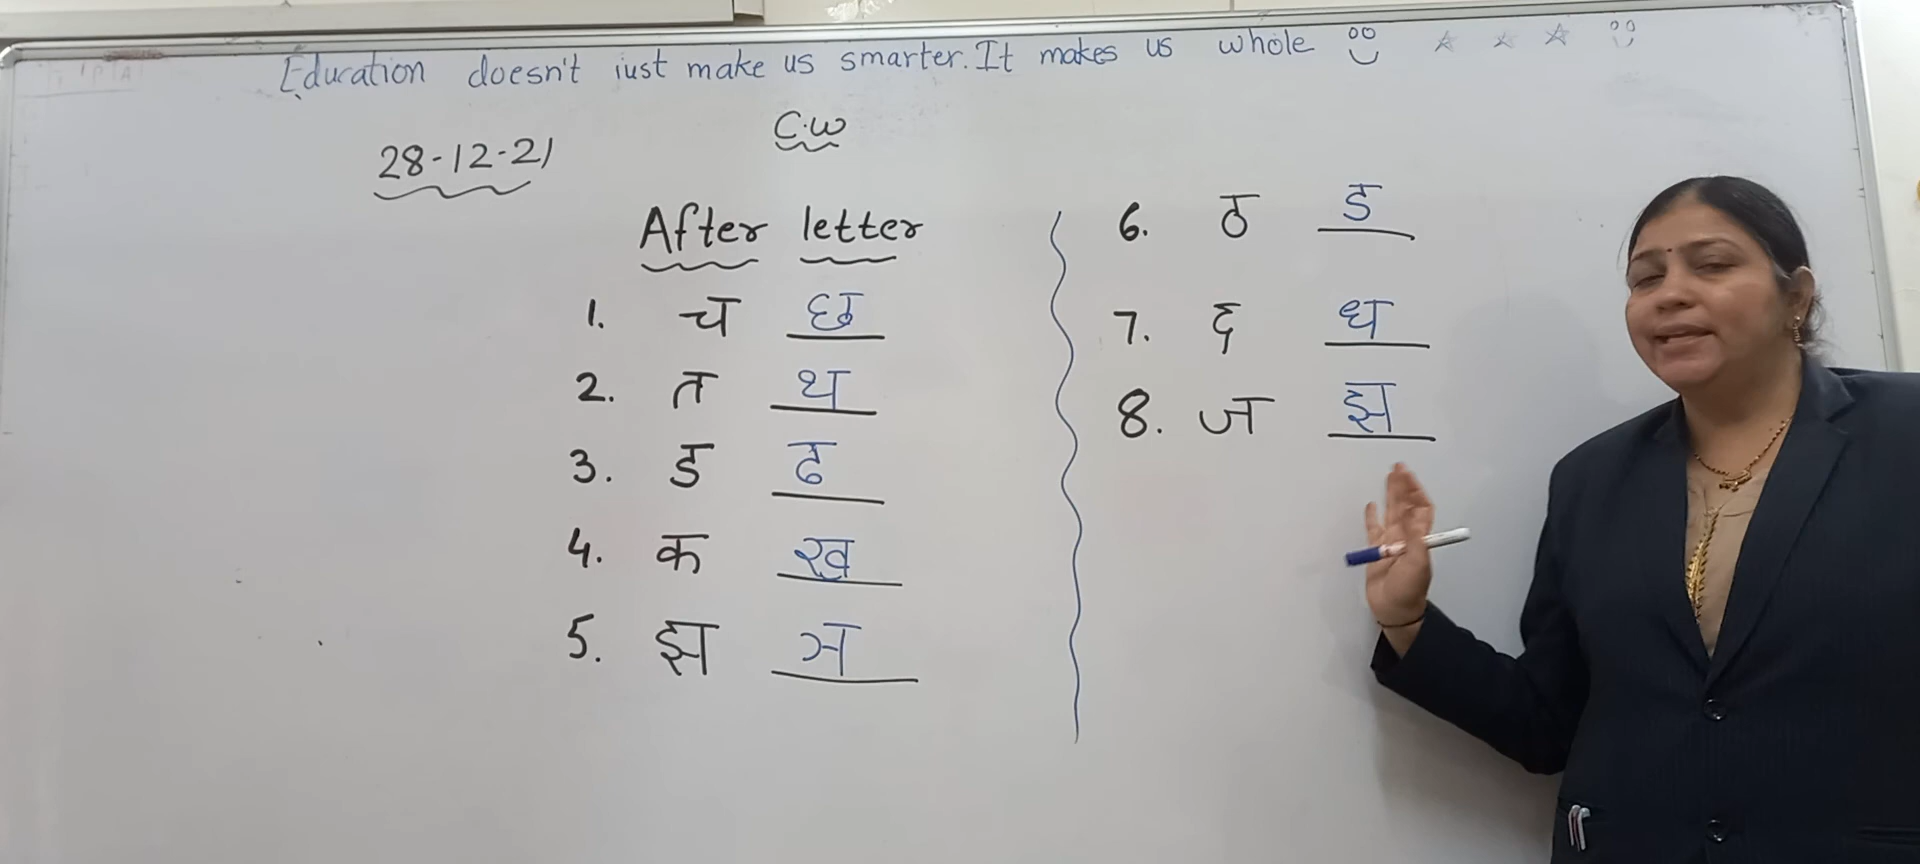 Education doesn't just make us smarter. It makes us whole
C.W
28-12-21
After letter
1. च छ
2. त थ
3. ड ढ
4. क ख
5. झ ञ
6. ठ ड
7. द ध
8. ज झ